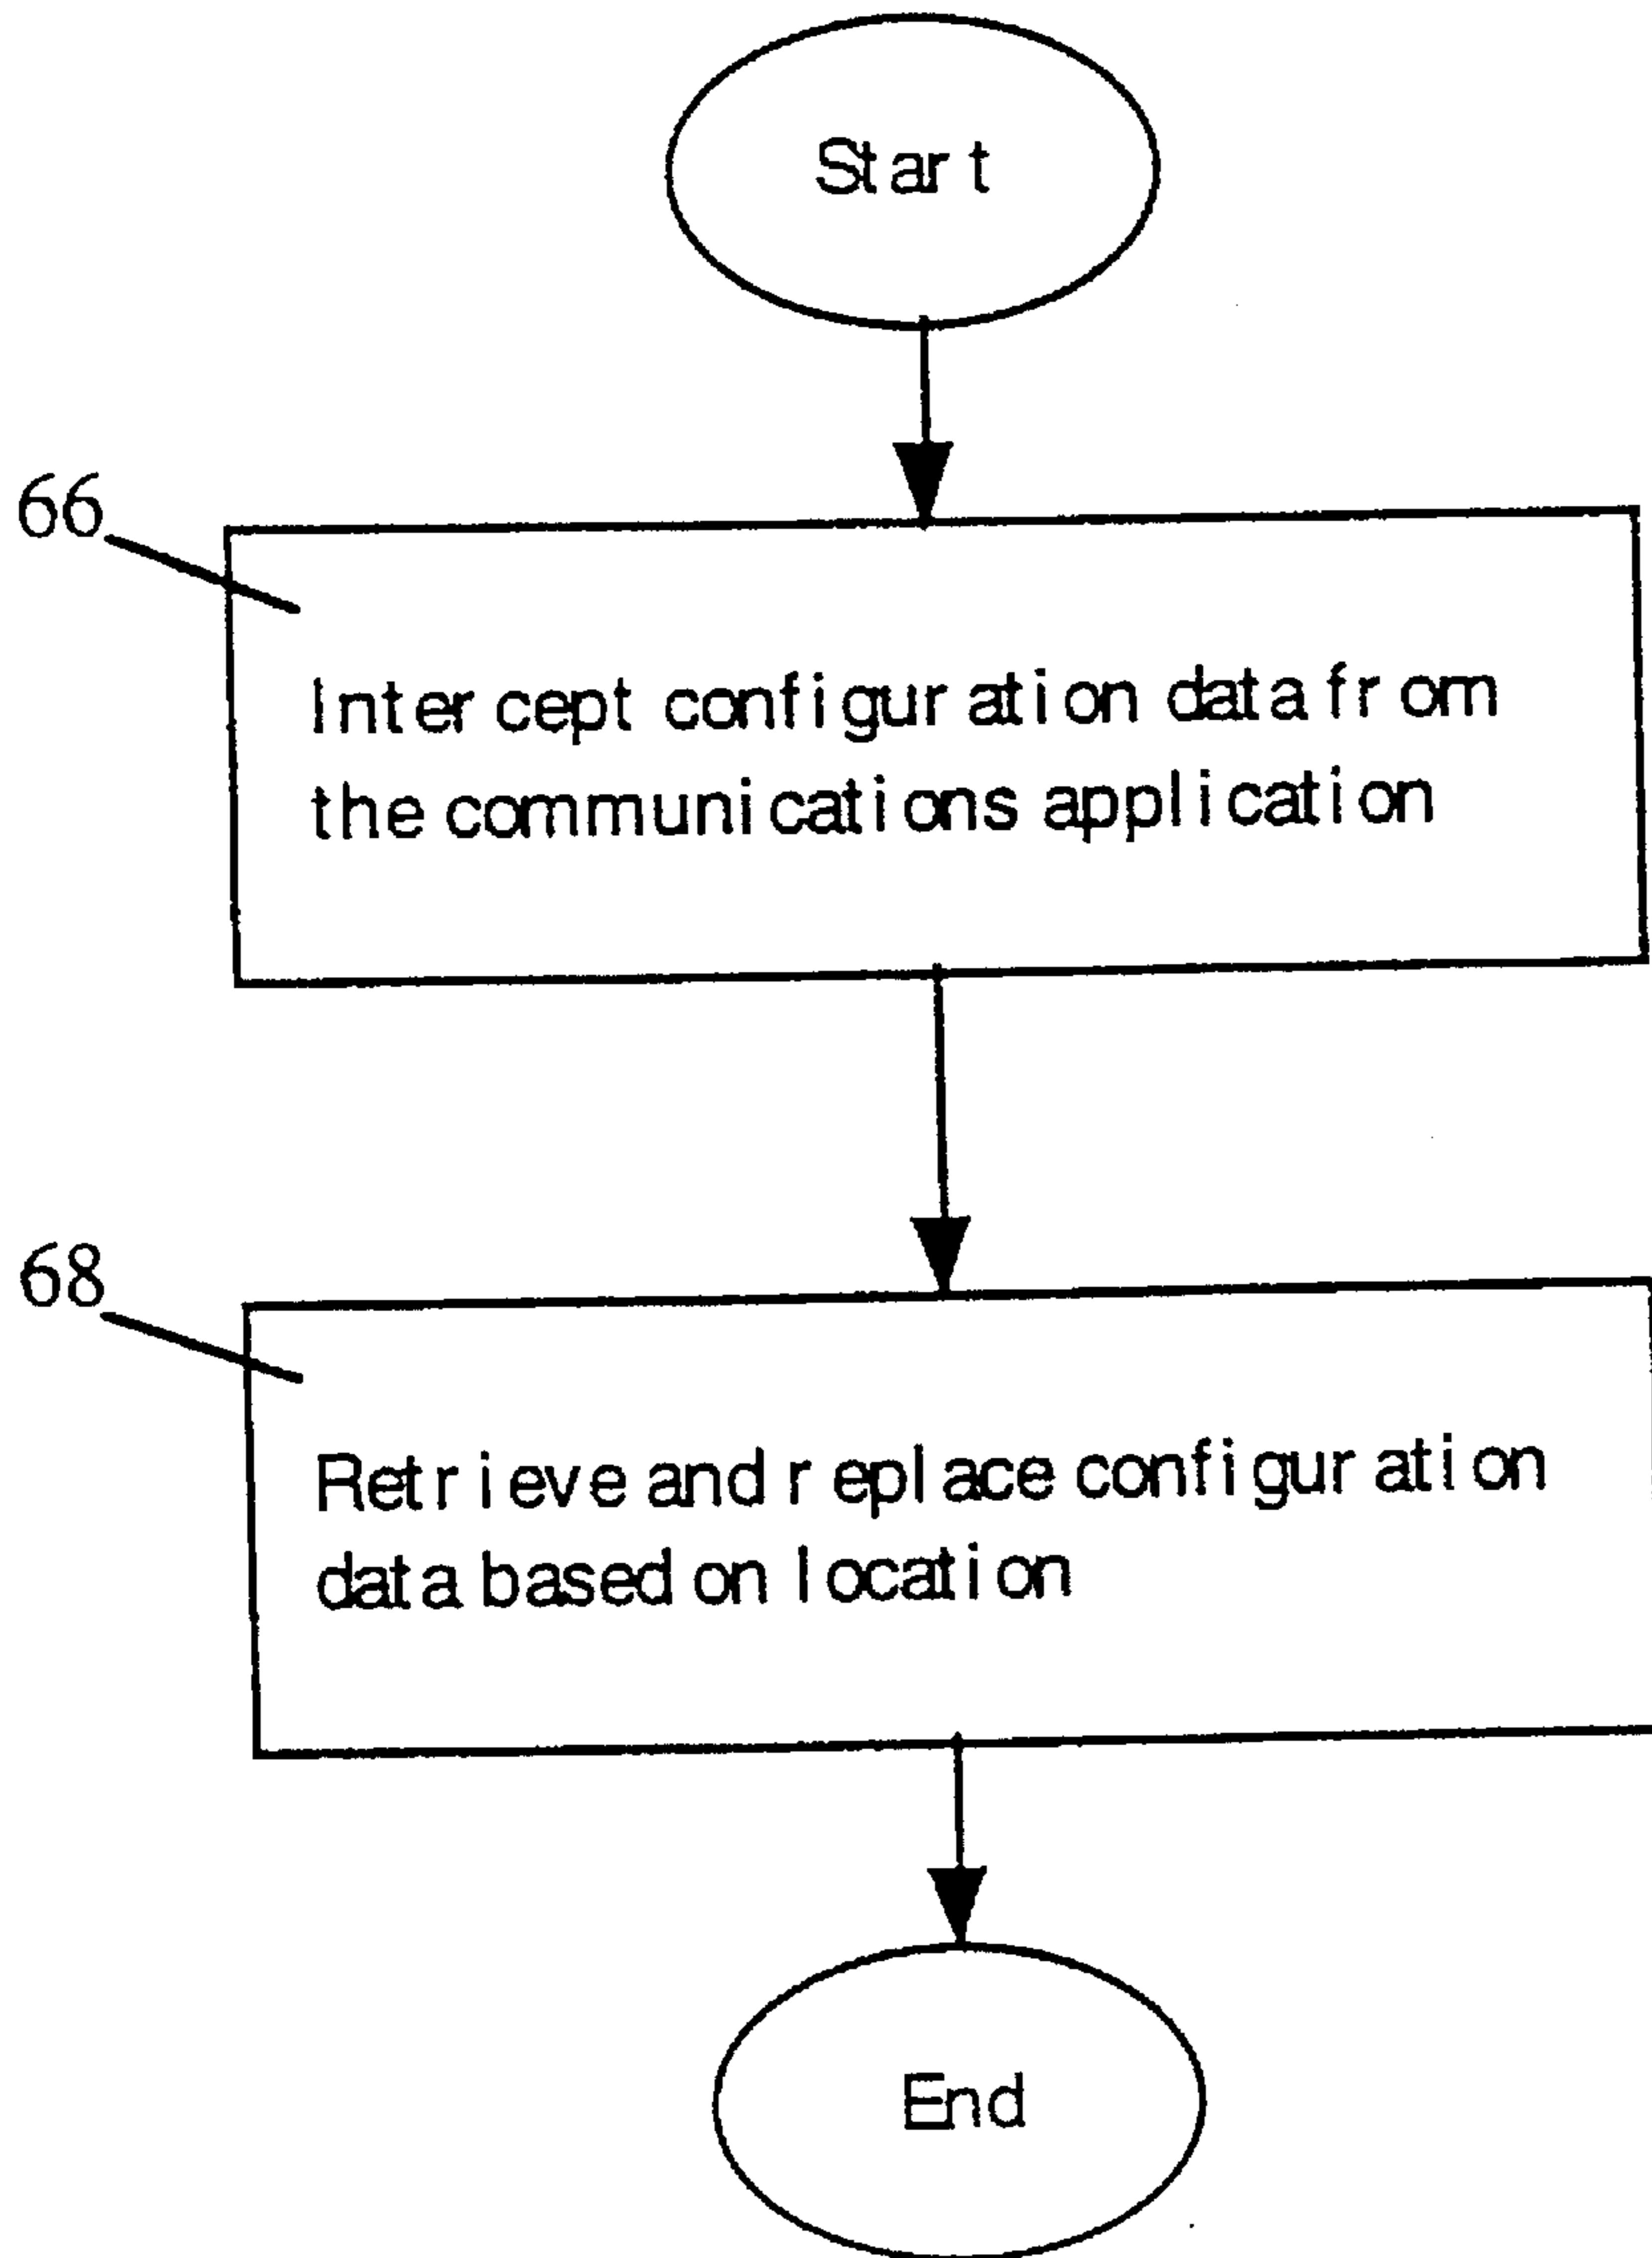 Start
66
Intercept configuration data from
the communications application
68
Retrieve and replace configuration
data based on location
End